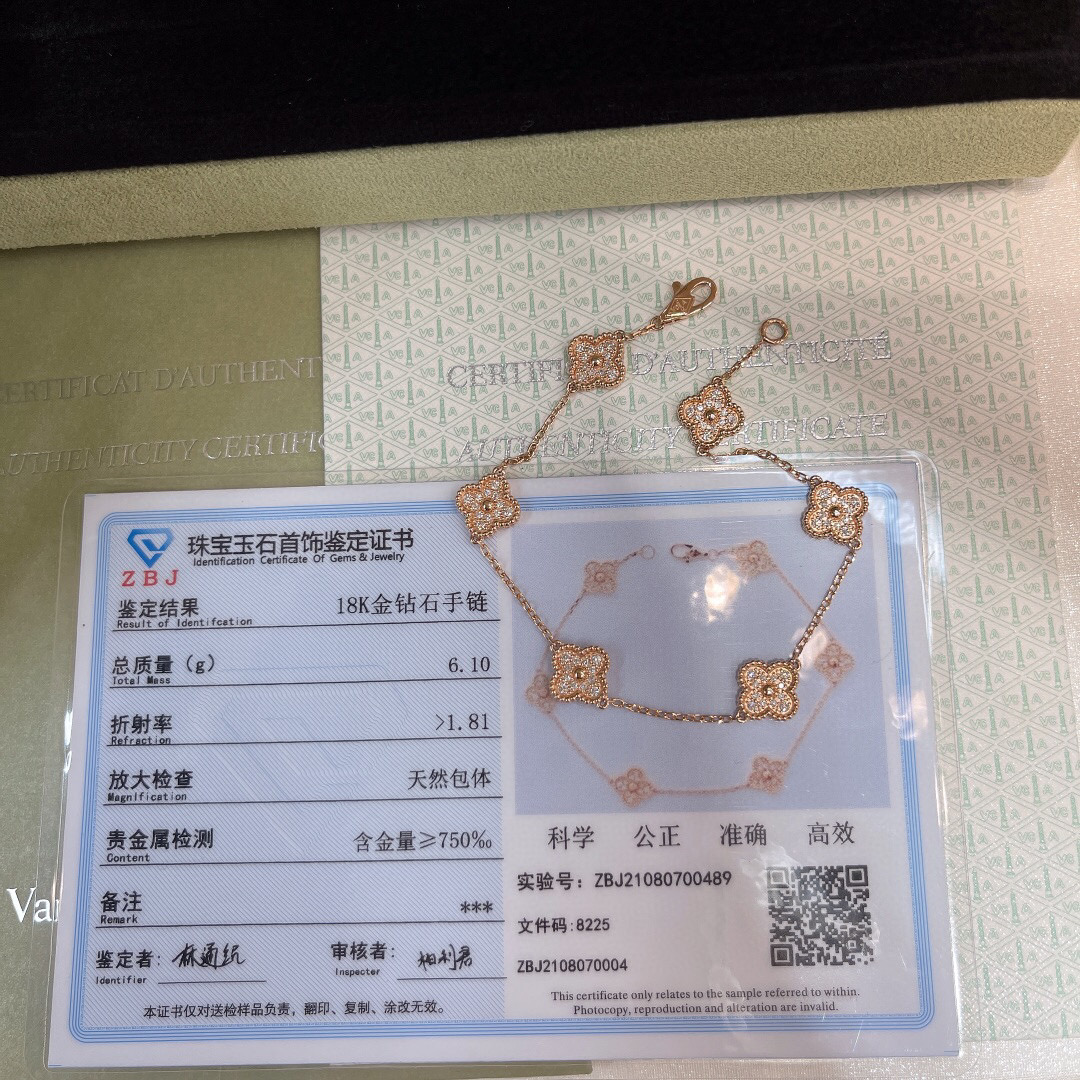 CERTIFICAT D'AUTHENTI
AUTHENTICITY CERTIFIC
CERTIFI D'AUTHENTICITÉ
AUTHENTICITY CERTIFICATE
Va
ZBJ
珠宝玉石首饰鉴定证书
Identification Certificate Of Gems & Jewelry
鉴定结果 18K金钻石手链
Result of Identifcation
总质量（g） 6.10
Total Mass
折射率 >1.81
Refraction
放大检查 天然包体
Magnification
贵金属检测 含金量≥750‰
Content
备注 ***
Remark
鉴定者: 审核者:
Identifier Inspecter
本证书仅对送检样品负责，翻印、复制、涂改无效。
科学 公正 准确 高效
实验号：ZBJ21080700489
文件码:8225
ZBJ2108070004
This certificate only relates to the sample referred to within.
Photocopy, reproduction and alteration are invalid.